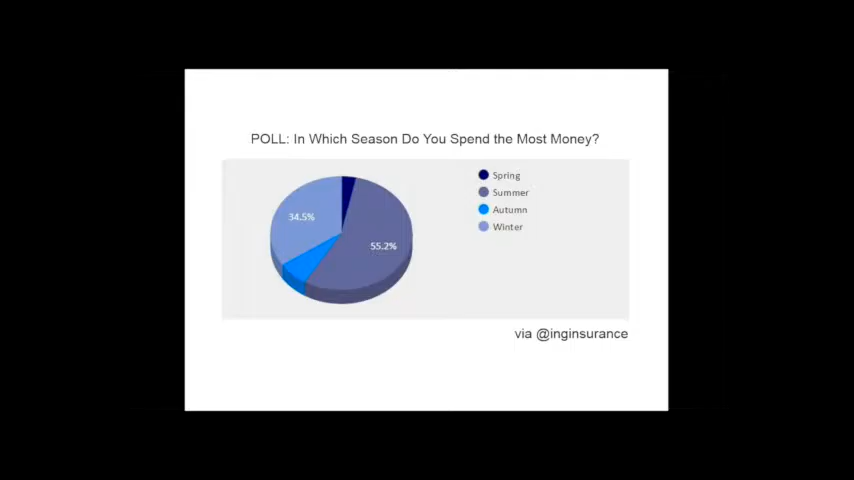 POLL: In Which Season Do You Spend the Most Money?
34.5%
55.2%
Spring
Summer
Autumn
Winter
via @inginsurance